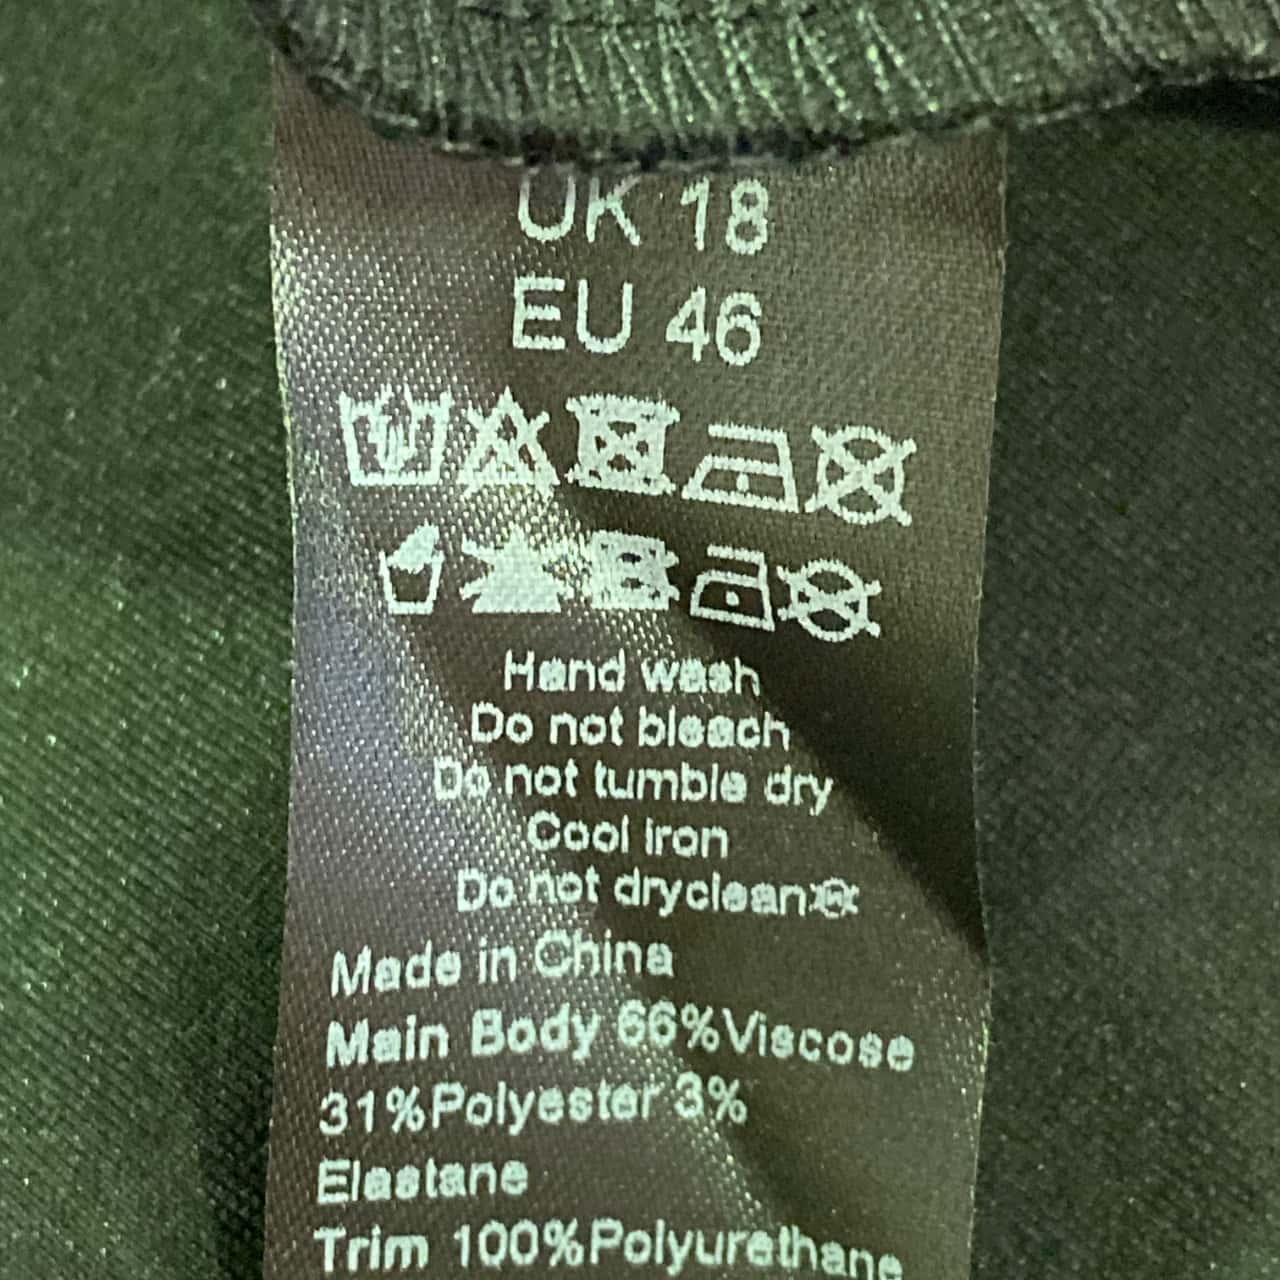 UK 18
EU 46
Hand wash
Do not bleach
Do not tumble dry
Cool iron
Do not dryclean
Made in China
Main Body 66%Viscose
31%Polyester 3%
Elastane
Trim 100%Polyurethane